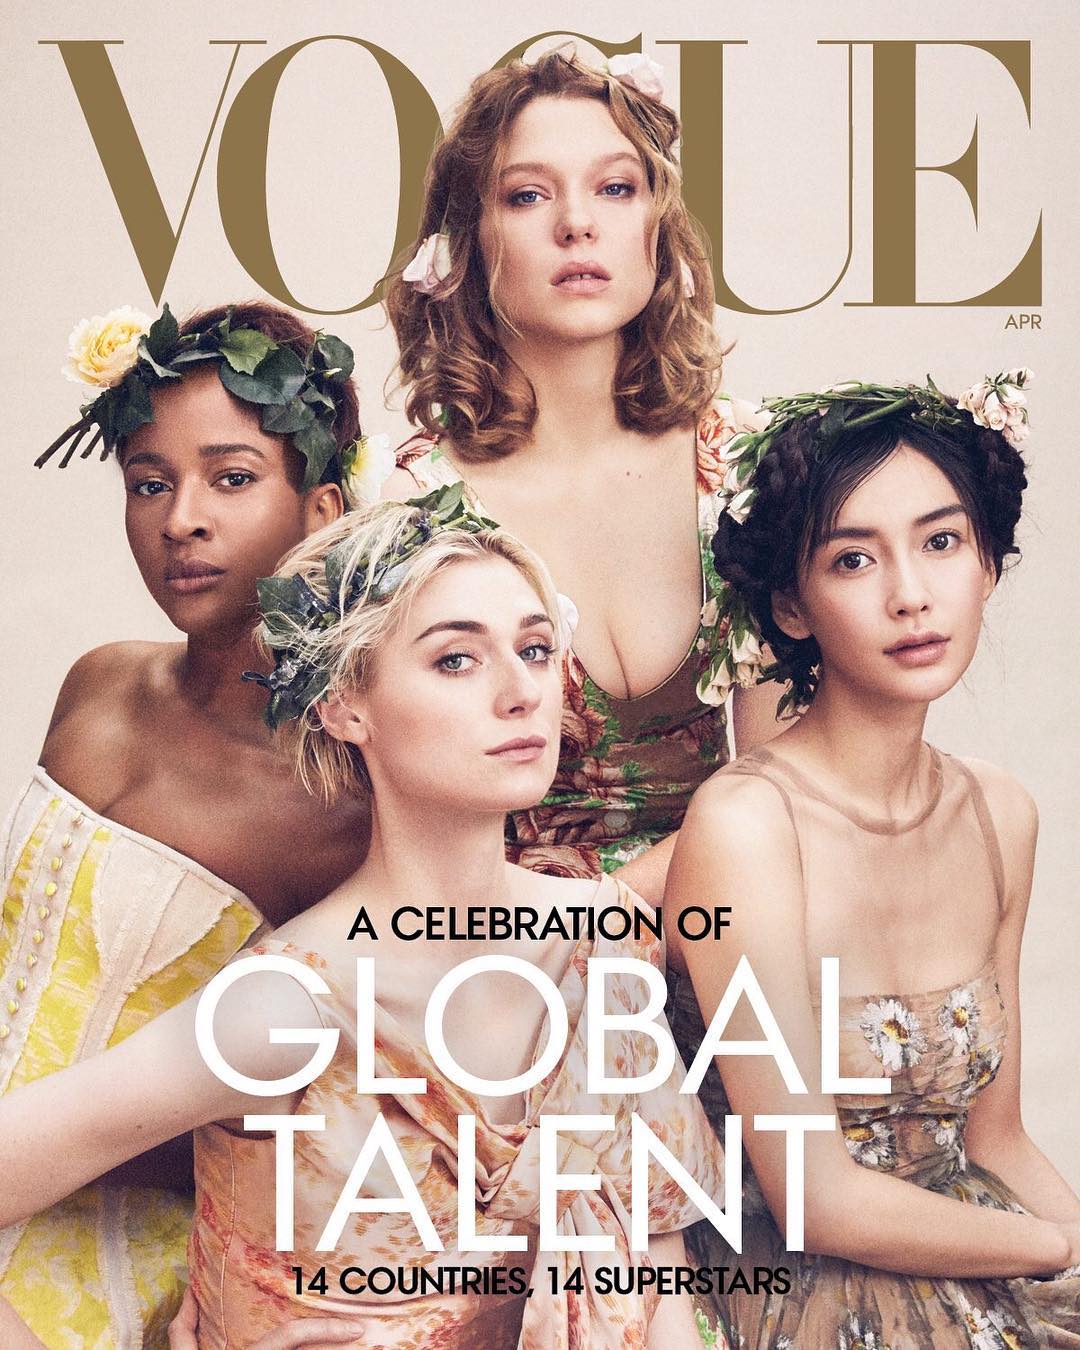 VOGUE
APR
A CELEBRATION OF
GLOBAL
TALENT
14 COUNTRIES, 14 SUPERSTARS